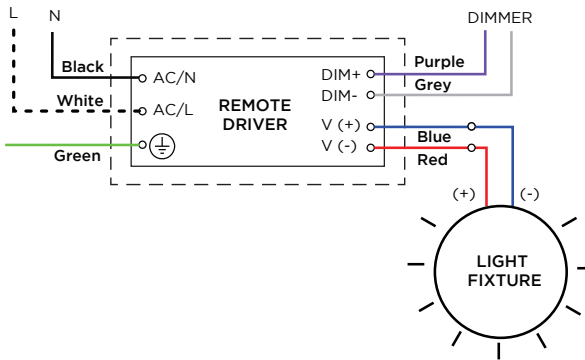 L
N
DIMMER
Black
AC/N
DIM+
Purple
DIM-
Grey
White
AC/L
REMOTE
DRIVER
V (+)
Blue
V (-)
Red
Green
(+)
(-)
LIGHT
FIXTURE